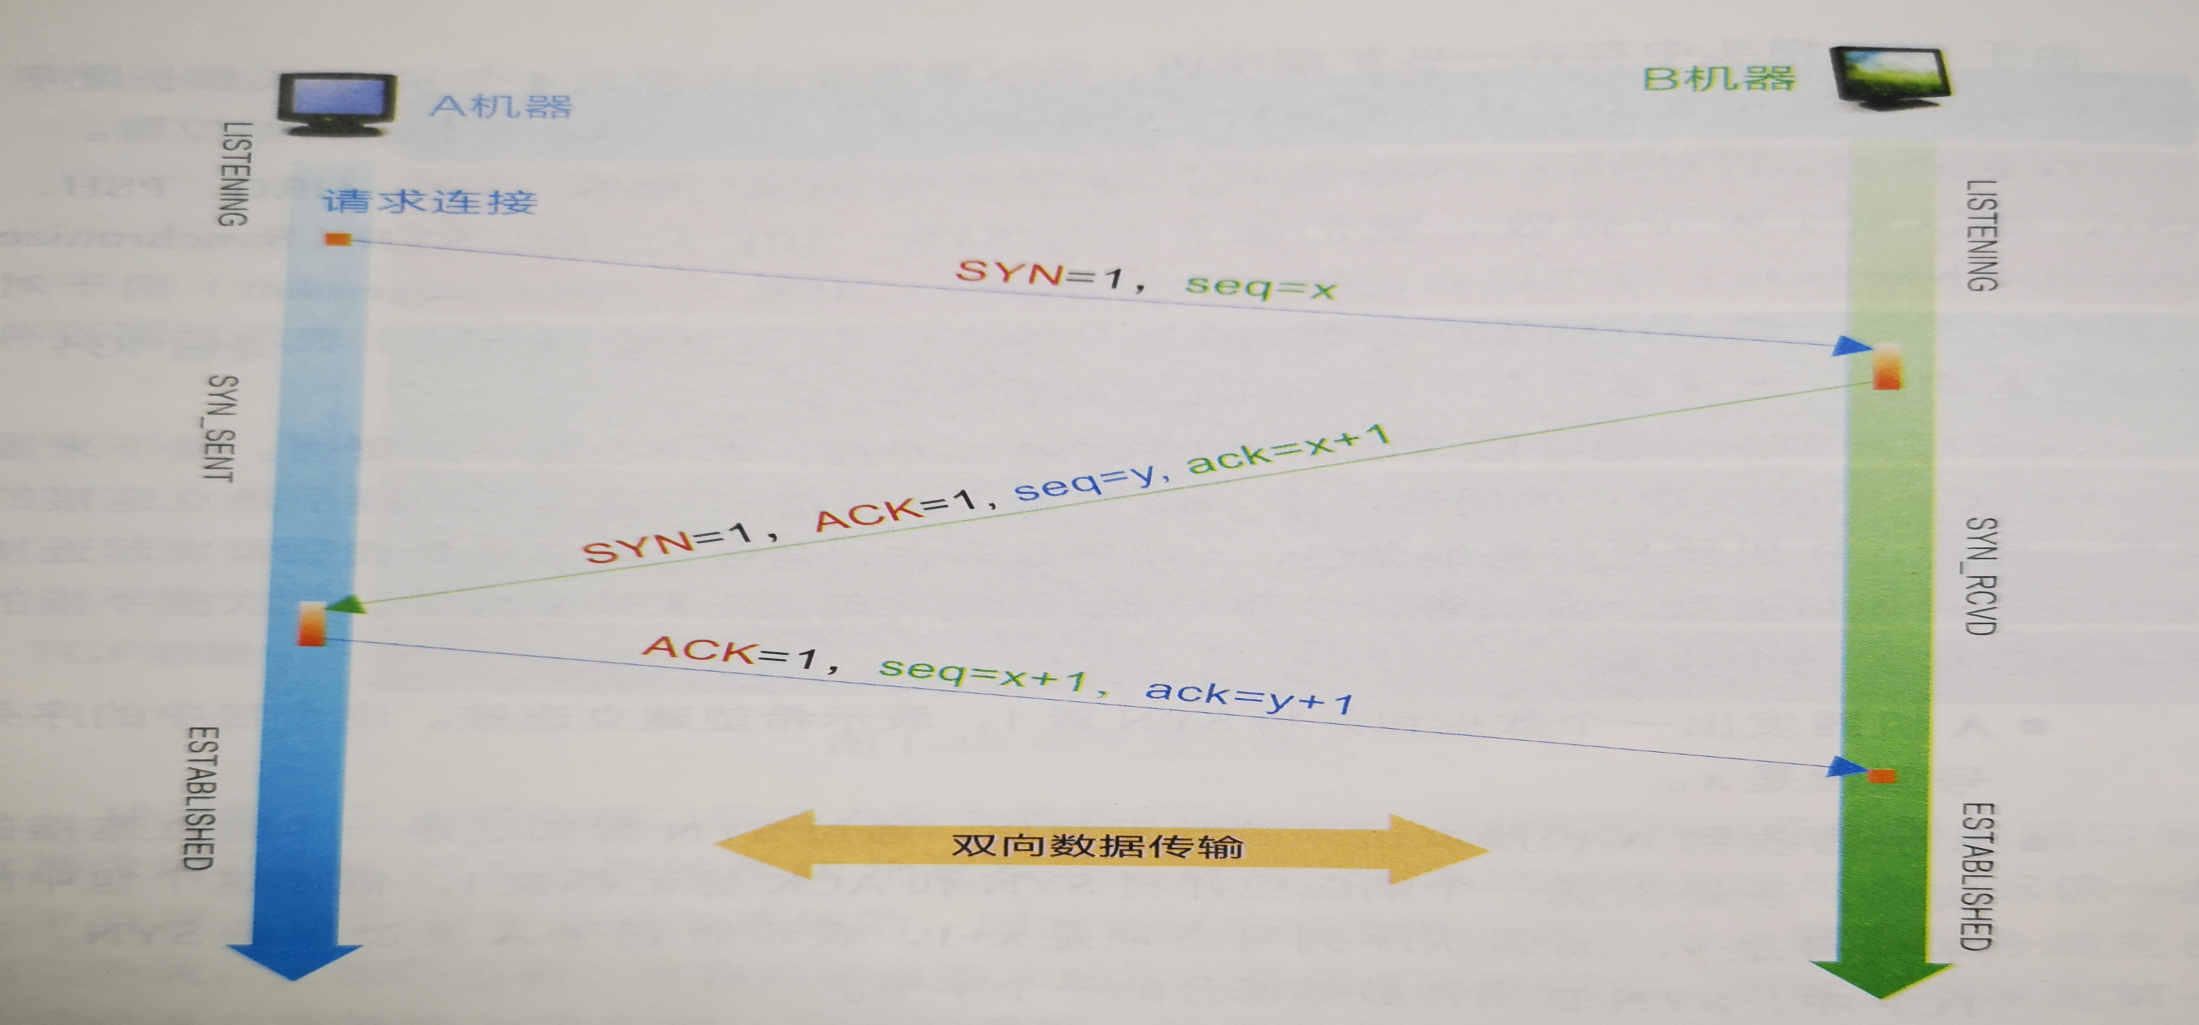 A机器
B机器
LISTENING
LISTENING
请求连接
SYN=1, seq=x
SYN_SENT
SYN=1, ACK=1, seq=y, ack=x+1
SYN_RCVD
ACK=1, seq=x+1, ack=y+1
ESTABLISHED
ESTABLISHED
双向数据传输